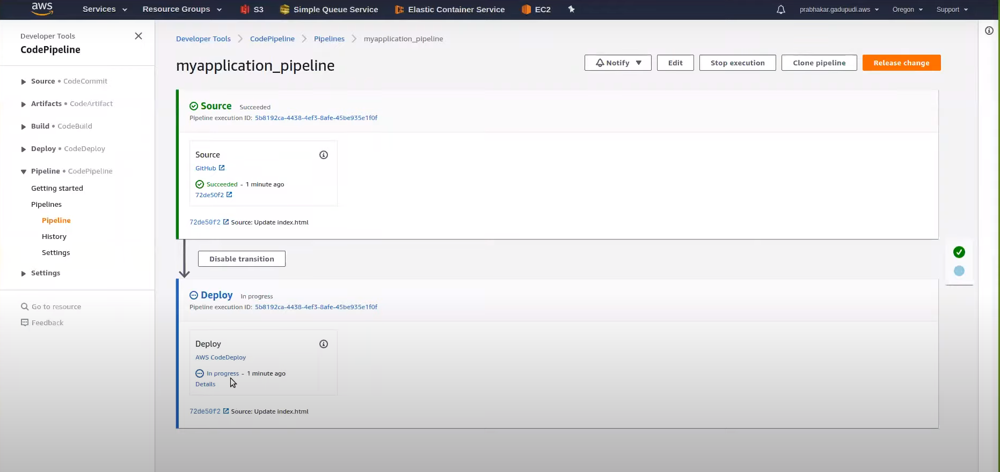 aws Services Resource Groups S3 Simple Queue Service Elastic Container Service EC2 prabhakar.gadupudi.aws Oregon Support
Developer Tools
CodePipeline
Source • CodeCommit
Artifacts • CodeArtifact
Build • CodeBuild
Deploy • CodeDeploy
Pipeline • CodePipeline
Getting started
Pipelines
Pipeline
History
Settings
Settings
Go to resource
Feedback
Developer Tools CodePipeline Pipelines myapplication_pipeline
myapplication_pipeline
Notify Edit Stop execution Clone pipeline Release change
Source Succeeded
Pipeline execution ID: 5b8192ca-4438-4ef3-8afe-45be935e1f0f
Source
GitHub
Succeeded - 1 minute ago
72de50f2
72de50f2 Source: Update index.html
Disable transition
Deploy In progress
Pipeline execution ID: 5b8192ca-4438-4ef3-8afe-45be935e1f0f
Deploy
AWS CodeDeploy
In progress - 1 minute ago
Details
72de50f2 Source: Update index.html